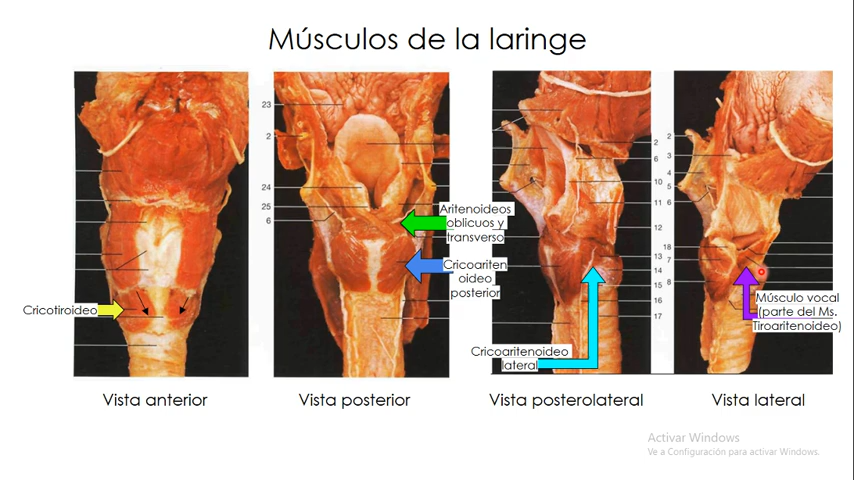 Músculos de la laringe
23
2
24
25
6
2
6
10
11
12
13
14
15
16
17
2
3
4
5
6
18
7
8
Cricotiroideo
Aritenoideos
oblicuos y
transverso
Cricoariten
oideo
posterior
Cricoaritenoideo
lateral
Músculo vocal
(parte del Ms.
Tiroaritenoideo)
Vista anterior
Vista posterior
Vista posterolateral
Vista lateral
Activar Windows
Ve a Configuración para activar Windows.